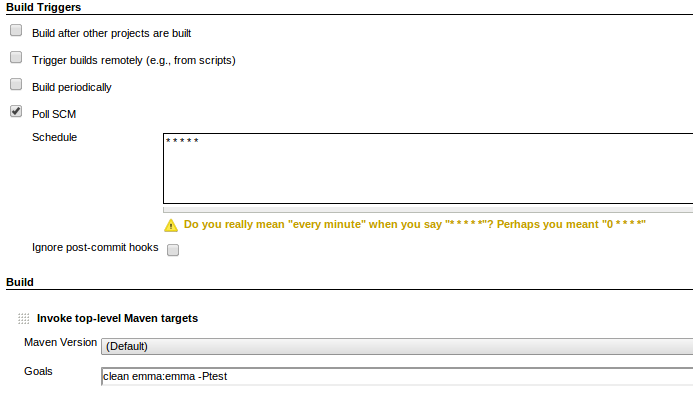 Build Triggers
Build after other projects are built
Trigger builds remotely (e.g., from scripts)
Build periodically
Poll SCM
Schedule
* * * * *
Do you really mean "every minute" when you say "* * * * *"? Perhaps you meant "0 * * * *"
Ignore post-commit hooks
Build
Invoke top-level Maven targets
Maven Version (Default)
Goals
clean emma:emma -Ptest